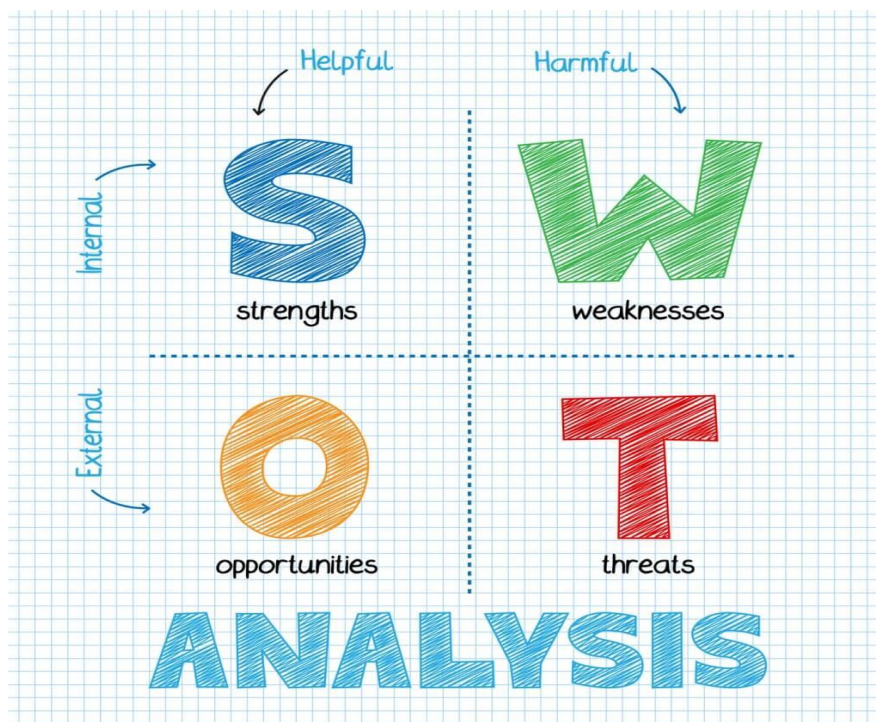 Helpful Harmful
Internal
S W
strengths weaknesses
External
O T
opportunities threats
ANALYSIS